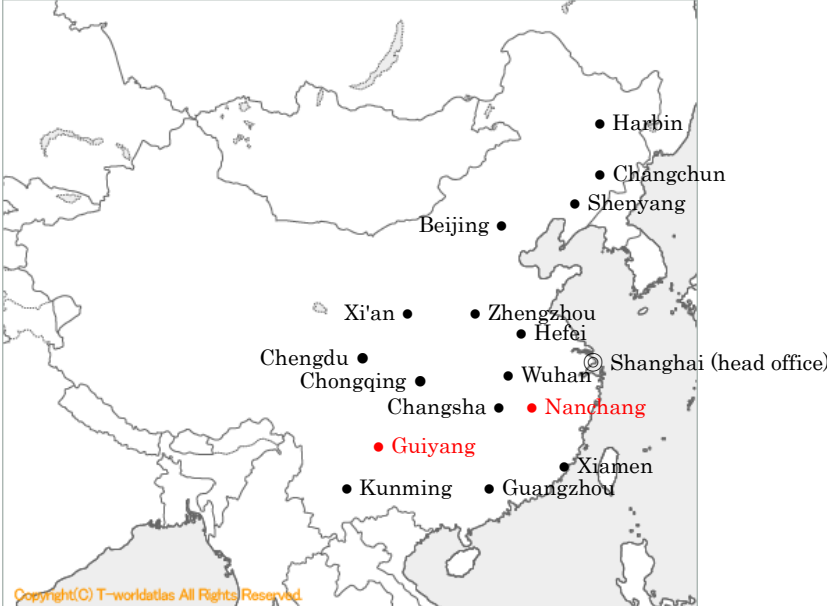 Harbin
Changchun
Shenyang
Beijing
Xi'an
Zhengzhou
Hefei
Chengdu
Shanghai (head office)
Chongqing
Wuhan
Changsha
Nanchang
Guiyang
Xiamen
Kunming
Guangzhou
Copyright(C) T-worldatlas All Rights Reserved.